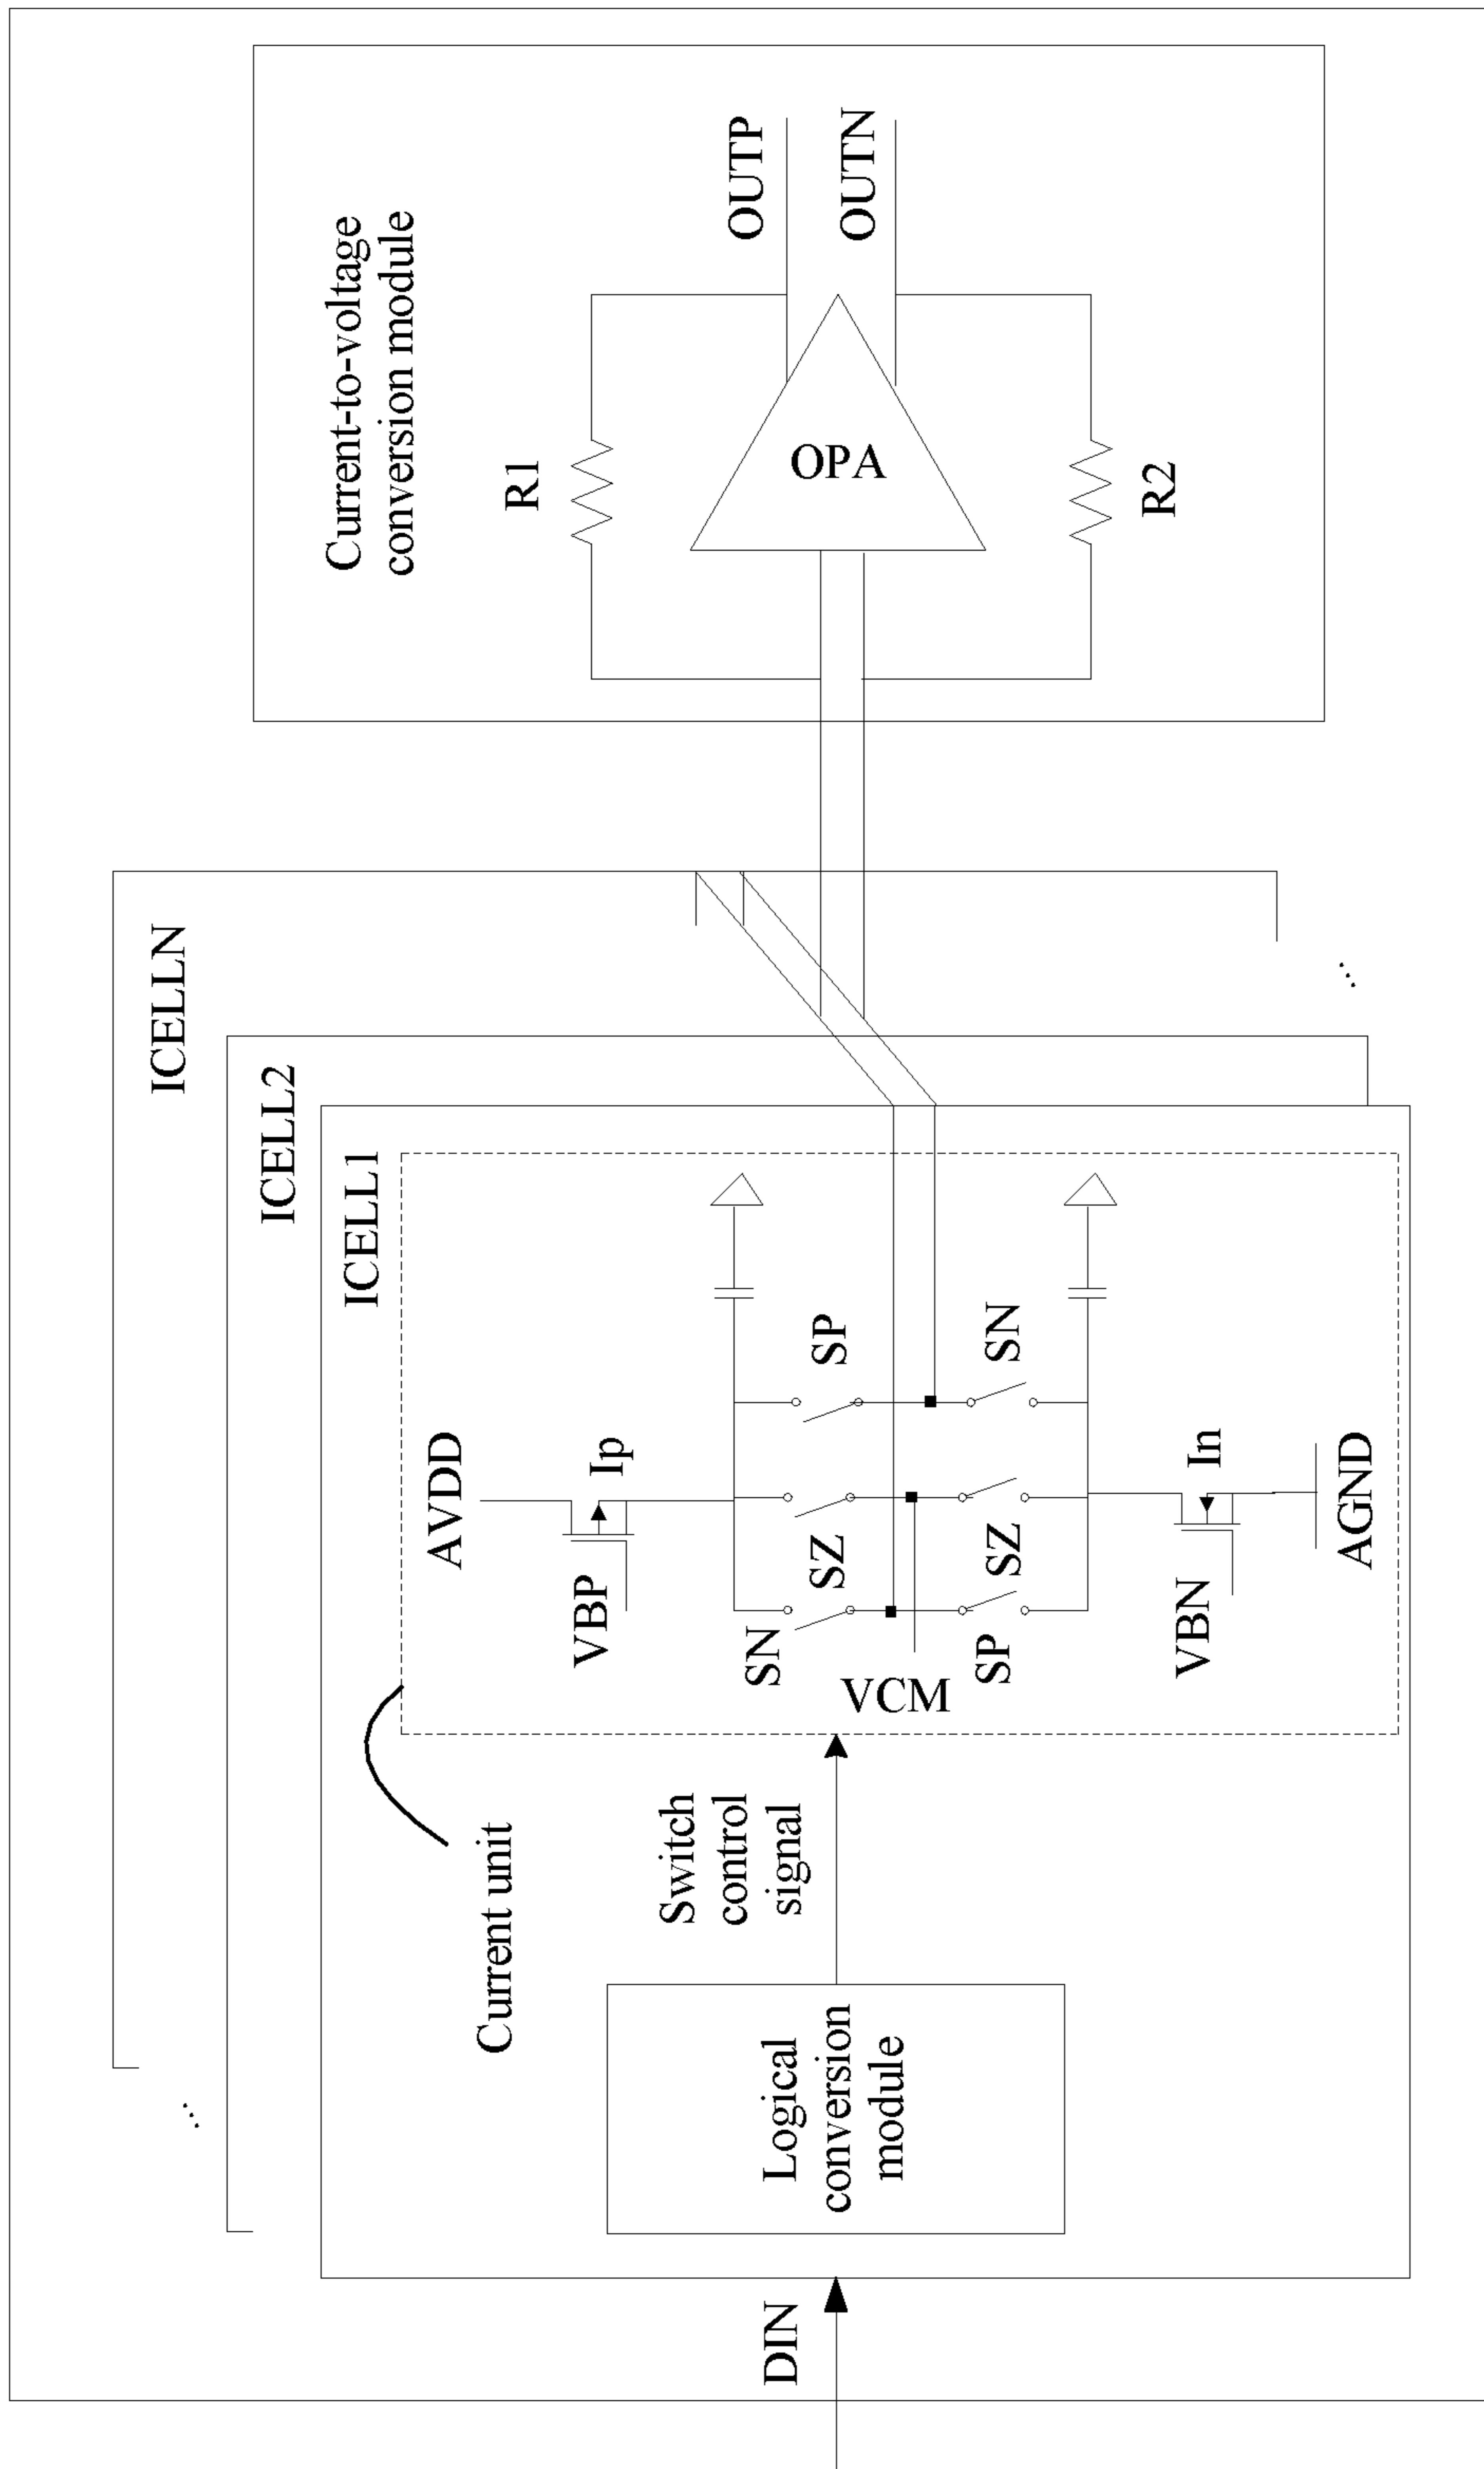 ICELLN
ICELL2
ICELL1
Current-to-voltage
conversion module
AVDD
Current unit
VBP
Ip
R1
OUTP
Switch
control
signal
SN
SZ
SP
DIN
Logical
conversion
module
VCM
OPA
OUTN
SP
SZ
SN
R2
VBN
In
AGND
...
...